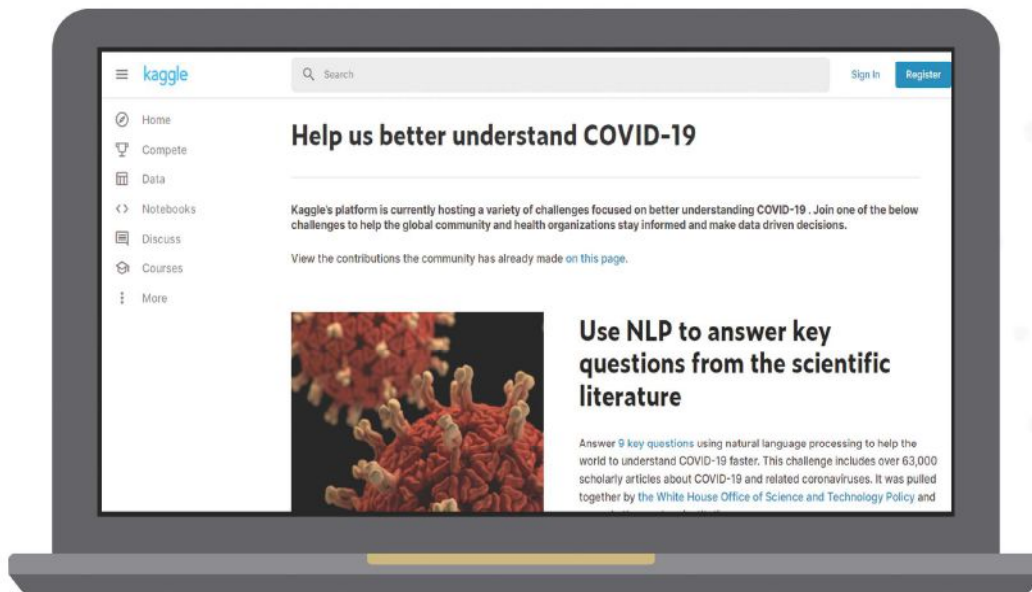 kaggle
Search
Sign In
Register
Home
Compete
Data
Notebooks
Discuss
Courses
More
Help us better understand COVID-19
Kaggle's platform is currently hosting a variety of challenges focused on better understanding COVID-19 . Join one of the below
challenges to help the global community and health organizations stay informed and make data driven decisions.
View the contributions the community has already made on this page.
Use NLP to answer key
questions from the scientific
literature
Answer 9 key questions using natural language processing to help the
world to understand COVID-19 faster. This challenge includes over 63,000
scholarly articles about COVID-19 and related coronaviruses. It was pulled
together by the White House Office of Science and Technology Policy and